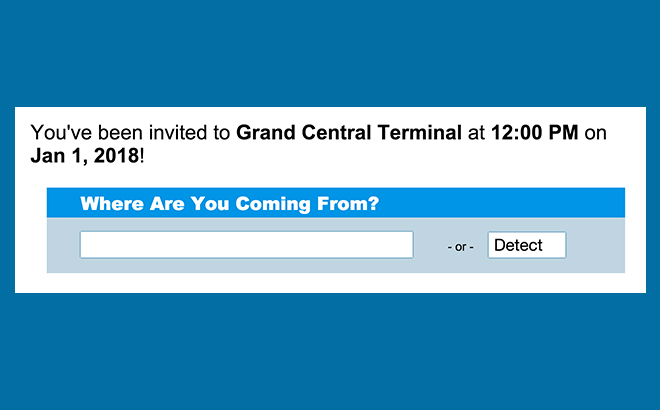 You've been invited to Grand Central Terminal at 12:00 PM on
Jan 1, 2018!
Where Are You Coming From?
- or - Detect